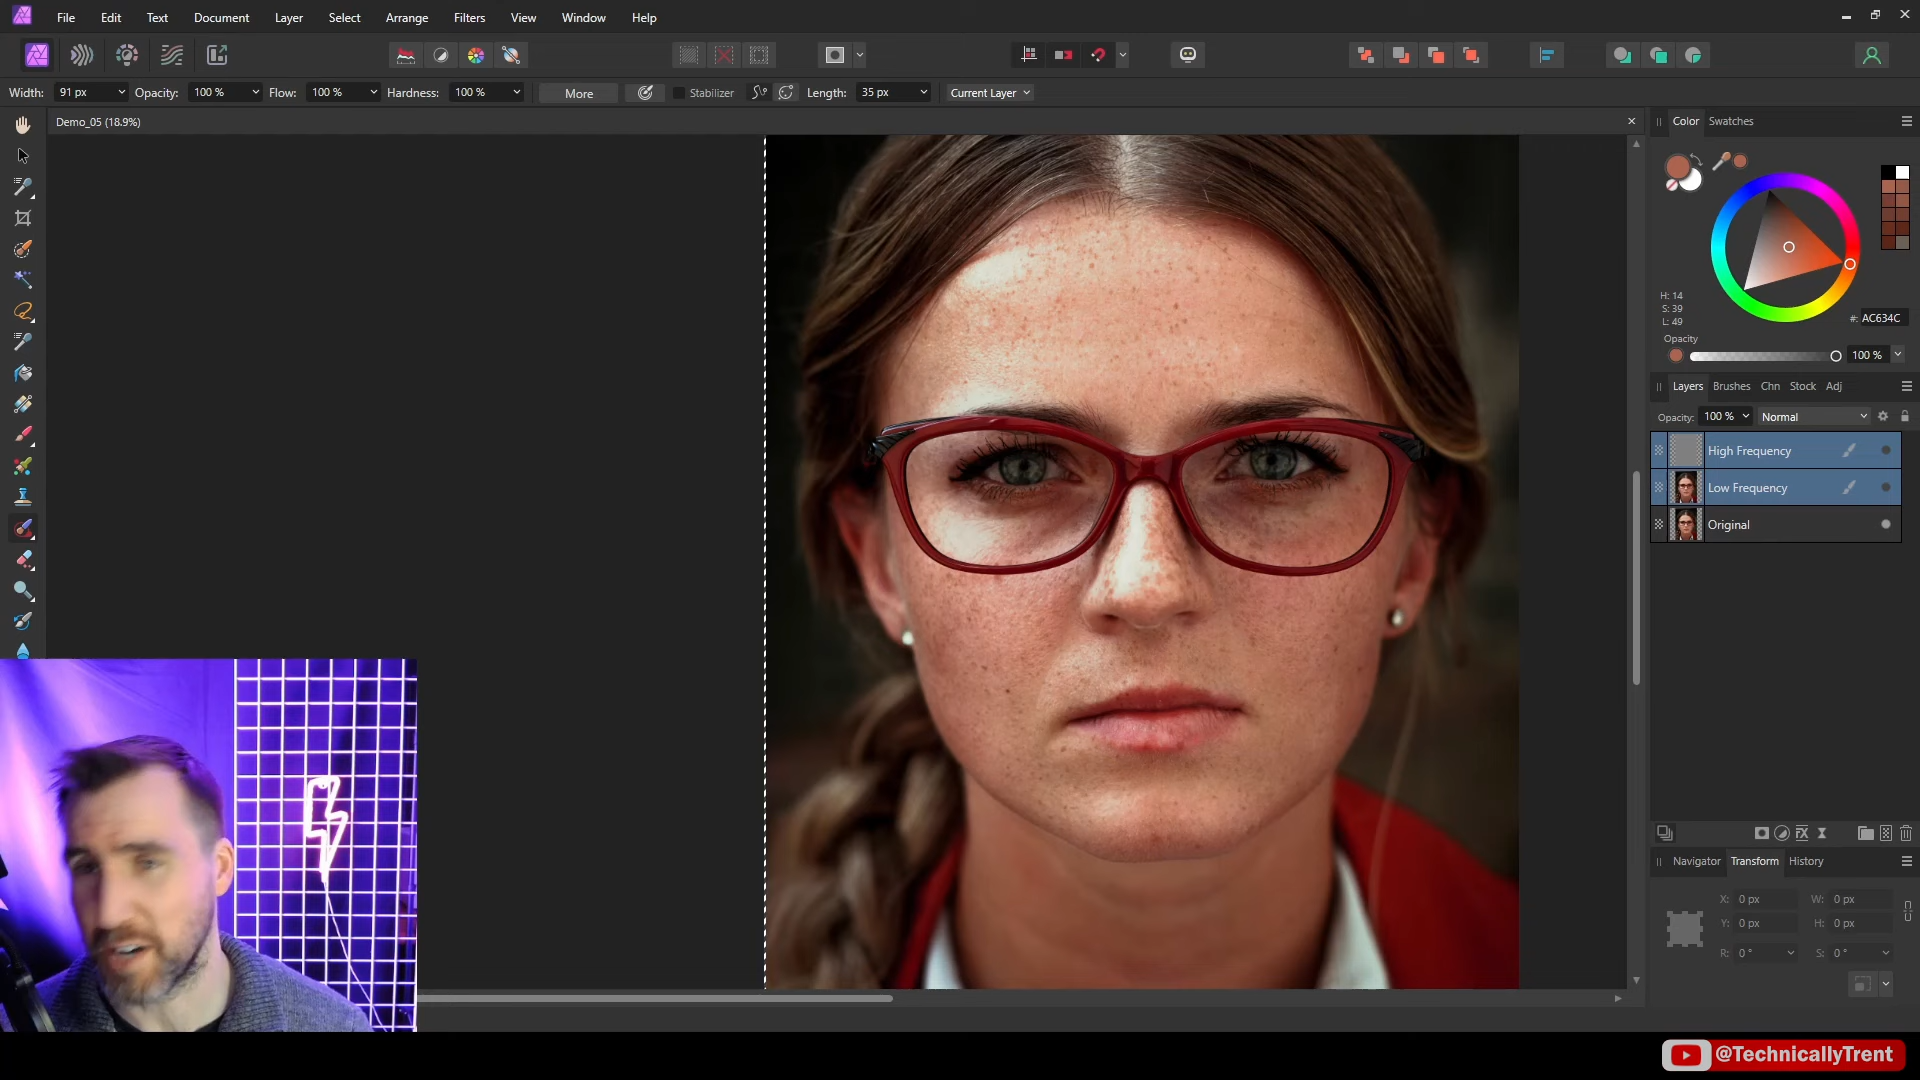 File Edit Text Document Layer Select Arrange Filters View Window Help
Width: 91 px Opacity: 100 % Flow: 100 % Hardness: 100 % More Stabilizer Length: 35 px Current Layer
Demo_05 (18.9%)
Color Swatches
H: 14
S: 39
L: 49
#: AC634C
Opacity
100 %
Layers Brushes Chn Stock Adj
Opacity: 100 % Normal
High Frequency
Low Frequency
Original
FX
Navigator Transform History
X: 0 px W: 0 px
Y: 0 px H: 0 px
R: 0 ° S: 0 °
@TechnicallyTrent